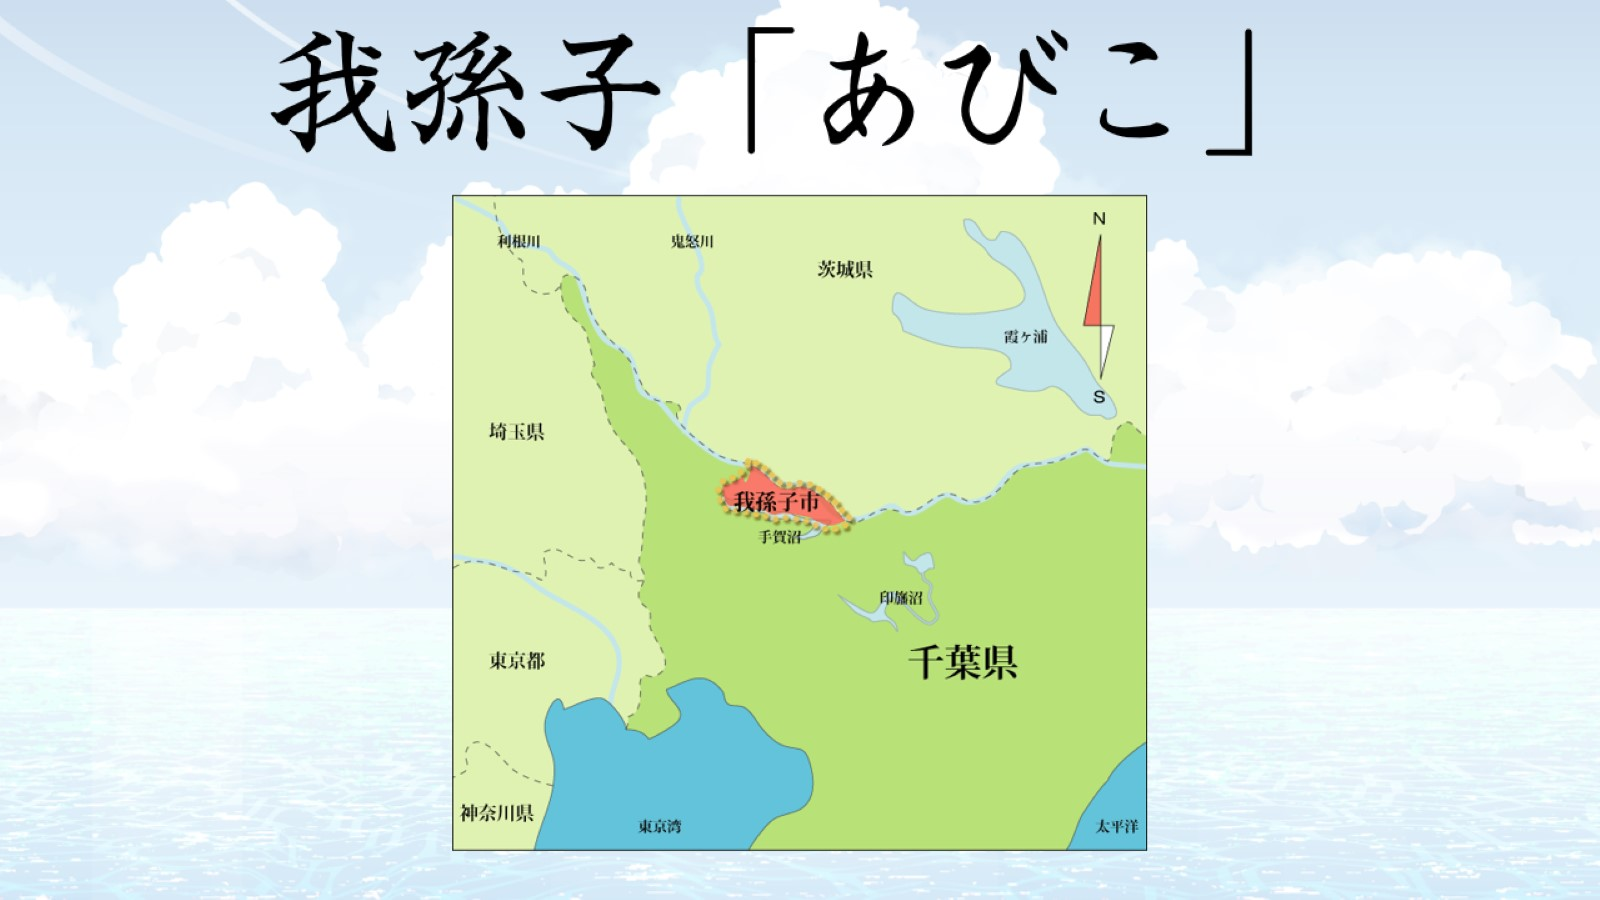 我孫子「あびこ」
N
利根川
鬼怒川
茨城県
霞ヶ浦
S
埼玉県
我孫子市
手賀沼
印旛沼
東京都
千葉県
神奈川県
東京湾
太平洋